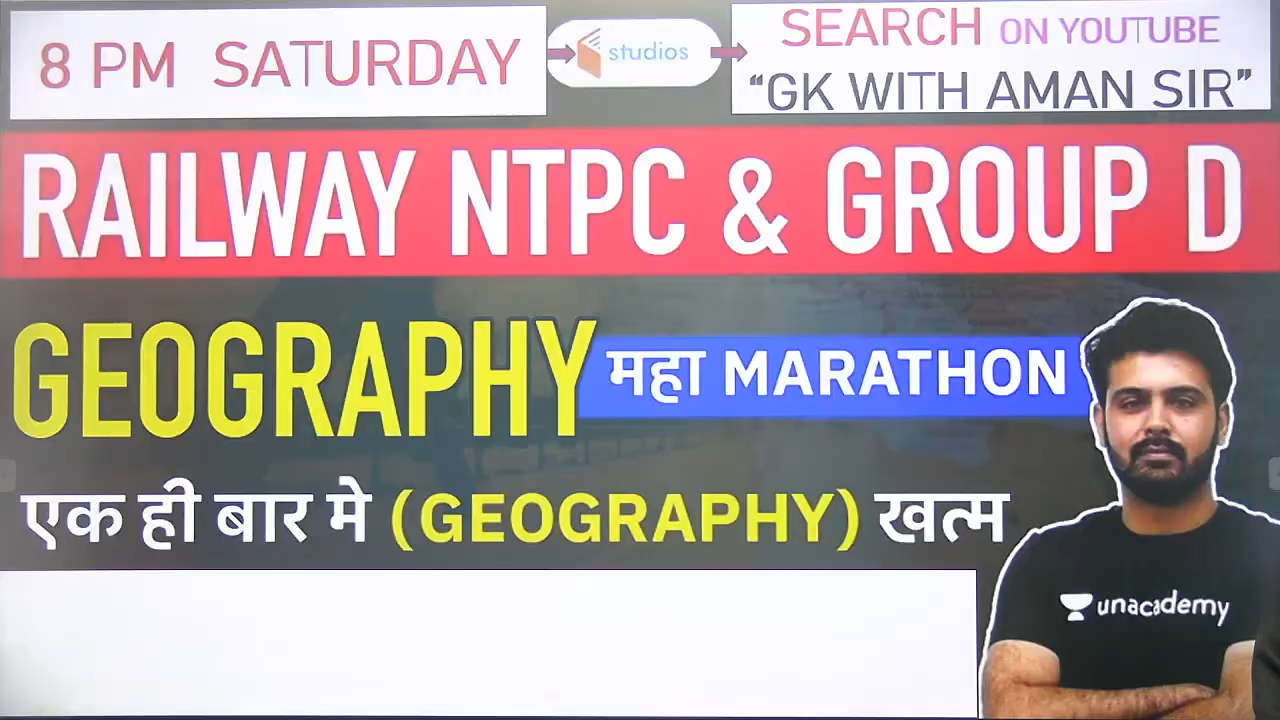 8 PM SATURDAY
studios
SEARCH ON YOUTUBE
“GK WITH AMAN SIR”
RAILWAY NTPC & GROUP D
GEOGRAPHY महा MARATHON
एक ही बार मे (GEOGRAPHY) खत्म
unacademy